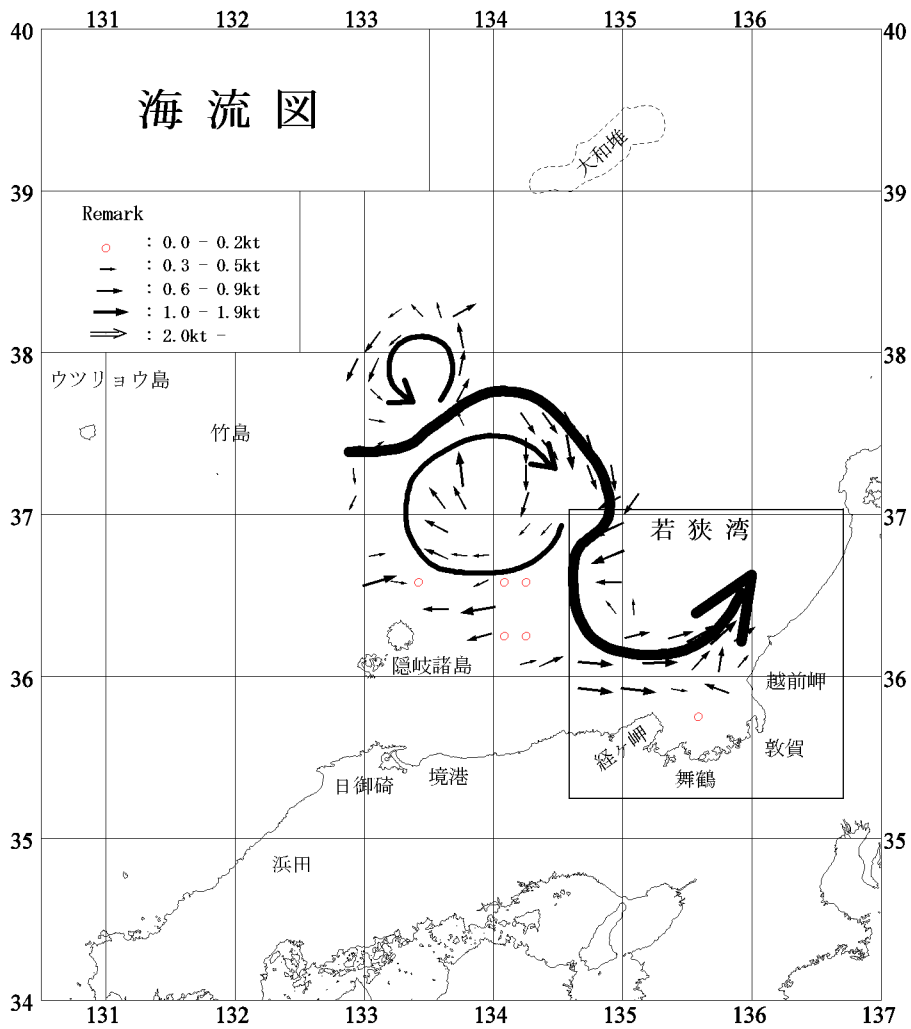 131 132 133 134 135 136
40 40
海流図
大和堆
39 39
Remark
: 0.0 - 0.2kt
: 0.3 - 0.5kt
: 0.6 - 0.9kt
: 1.0 - 1.9kt
: 2.0kt -
38 38
ウツリョウ島
竹島
37 37
若狭湾
隠岐諸島
36 36
越前岬
経ヶ岬
敦賀
日御碕
境港
舞鶴
35 35
浜田
34 34
131 132 133 134 135 136 137